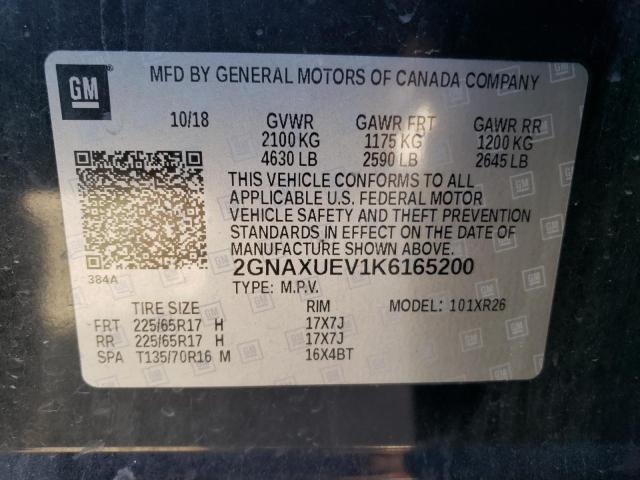 GM
MFD BY GENERAL MOTORS OF CANADA COMPANY
10/18 GVWR GAWR FRT GAWR RR
2100 KG 1175 KG 1200 KG
4630 LB 2590 LB 2645 LB
THIS VEHICLE CONFORMS TO ALL
APPLICABLE U.S. FEDERAL MOTOR
VEHICLE SAFETY AND THEFT PREVENTION
STANDARDS IN EFFECT ON THE DATE OF
MANUFACTURE SHOWN ABOVE.
384A
2GNAXUEV1K6165200
TYPE: M.P.V.
TIRE SIZE RIM MODEL: 101XR26
FRT 225/65R17 H 17X7J
RR 225/65R17 H 17X7J
SPA T135/70R16 M 16X4BT